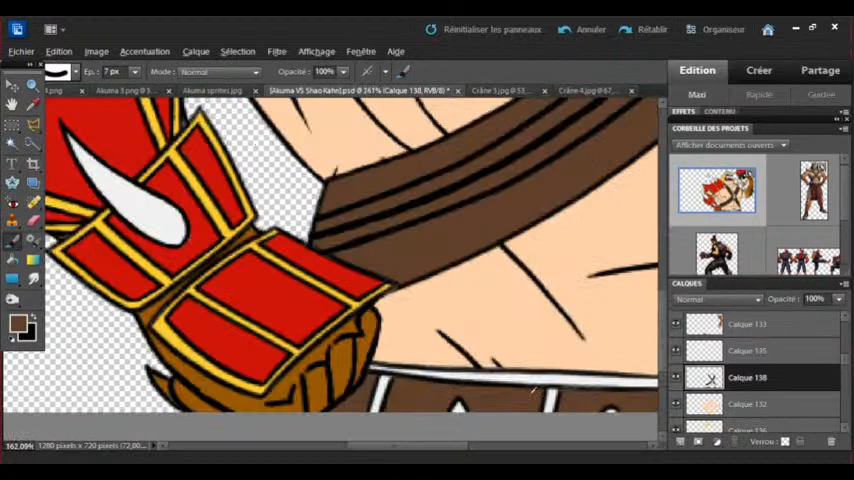 Réinitialiser les panneaux Annuler Rétablir Organiseur
Fichier Edition Image Accentuation Calque Sélection Filtre Affichage Fenêtre Aide
Edition Créer Partage
Ep.: 7 px Mode: Normal Opacité: 100%
Maxi Rapide Guidée
Akuma 3.png Akuma sprites.jpg [Akuma VS Shao Kahn].psd @ 161% (Calque 138, RVB/8) * Crâne 5.jpg @ 53,... Crâne 4.jpg @ 67,...
EFFETS CONTENU
CORBEILLE DES PROJETS
Afficher documents ouverts
CALQUES
Normal Opacité: 100%
Calque 133
Calque 135
Calque 138
Calque 132
Calque 136
Verrou:
162.09% 1280 pixels x 720 pixels (72,00...